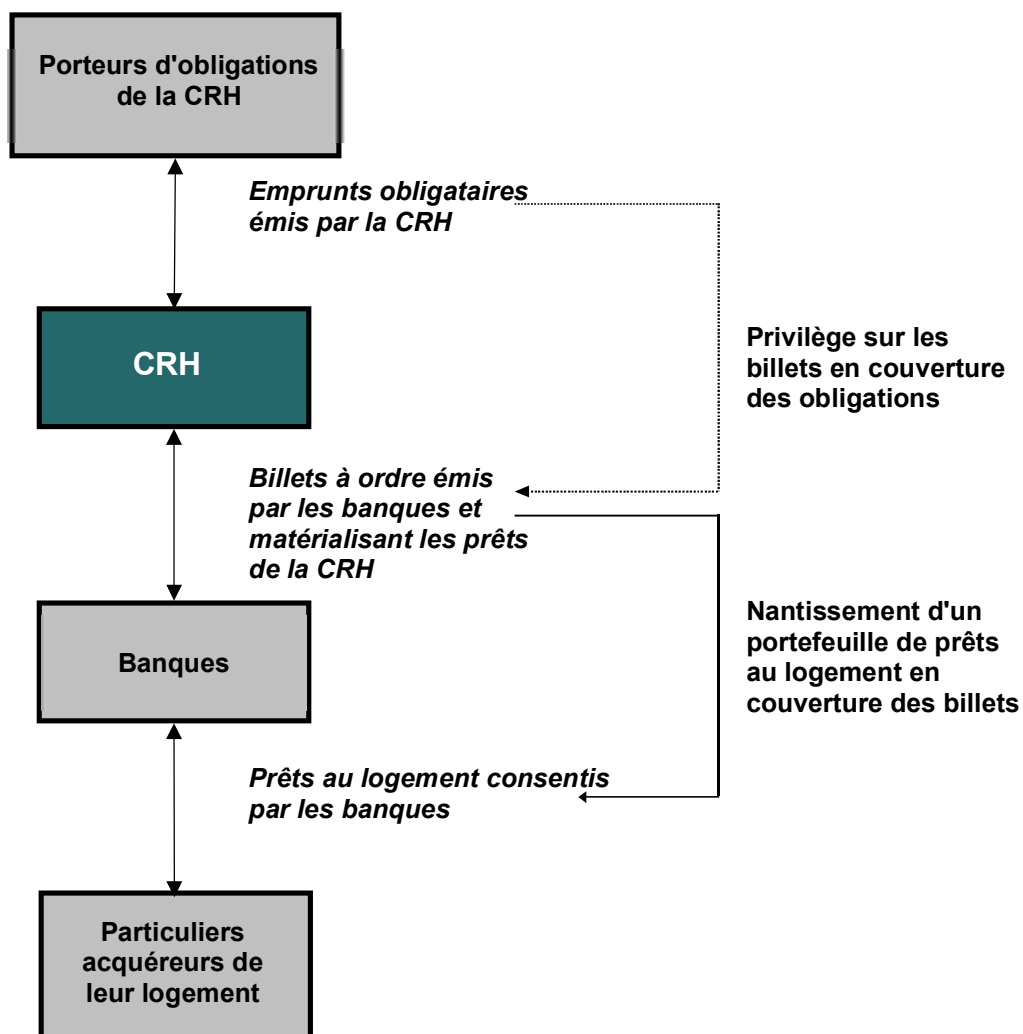 Porteurs d'obligations
de la CRH
Emprunts obligataires
émis par la CRH
CRH
Privilège sur les
billets en couverture
des obligations
Billets à ordre émis
par les banques et
matérialisant les prêts
de la CRH
Banques
Nantissement d'un
portefeuille de prêts
au logement en
couverture des billets
Prêts au logement consentis
par les banques
Particuliers
acquéreurs de
leur logement